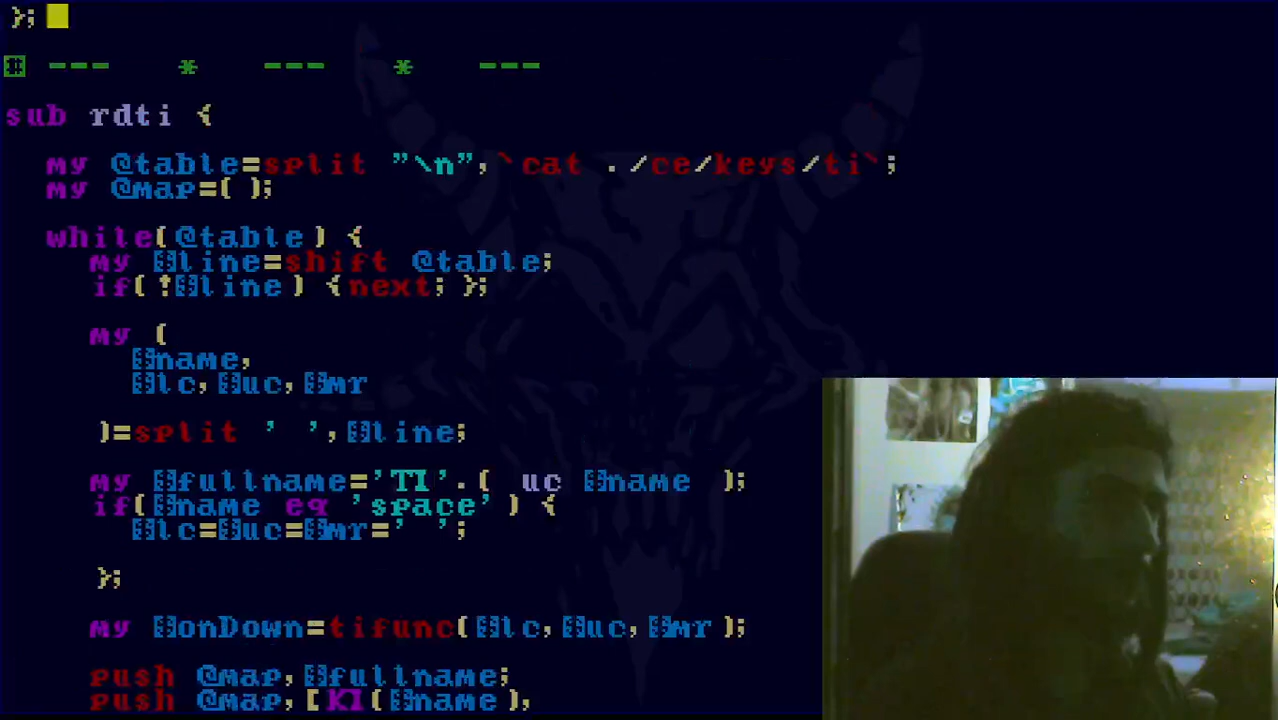 };
# --- * --- * ---
sub rdti {
my @table=split "\n",`cat ./ce/keys/ti`;
my @map=( );
while(@table) {
my $line=shift @table;
if( !$line) {next; };
my (
$name,
$lc,$uc,$mr
)=split ' ',$line;
my $fullname='TI'.( uc $name );
if($name eq 'space') {
$lc=$uc=$mr=' ';
};
my $onDown=tifunc($lc,$uc,$mr);
push @map,$fullname;
push @map,[KI($name),